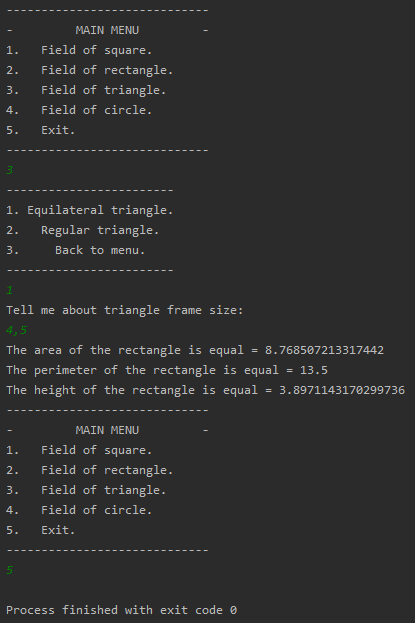 -----------------------------
-         MAIN MENU         -
1.   Field of square.
2.   Field of rectangle.
3.   Field of triangle.
4.   Field of circle.
5.   Exit.
-----------------------------
3
------------------------
1. Equilateral triangle.
2.   Regular triangle.
3.     Back to menu.
------------------------
1
Tell me about triangle frame size:
4,5
The area of the rectangle is equal = 8.768507213317442
The perimeter of the rectangle is equal = 13.5
The height of the rectangle is equal = 3.8971143170299736
-----------------------------
-         MAIN MENU         -
1.   Field of square.
2.   Field of rectangle.
3.   Field of triangle.
4.   Field of circle.
5.   Exit.
-----------------------------
5
Process finished with exit code 0